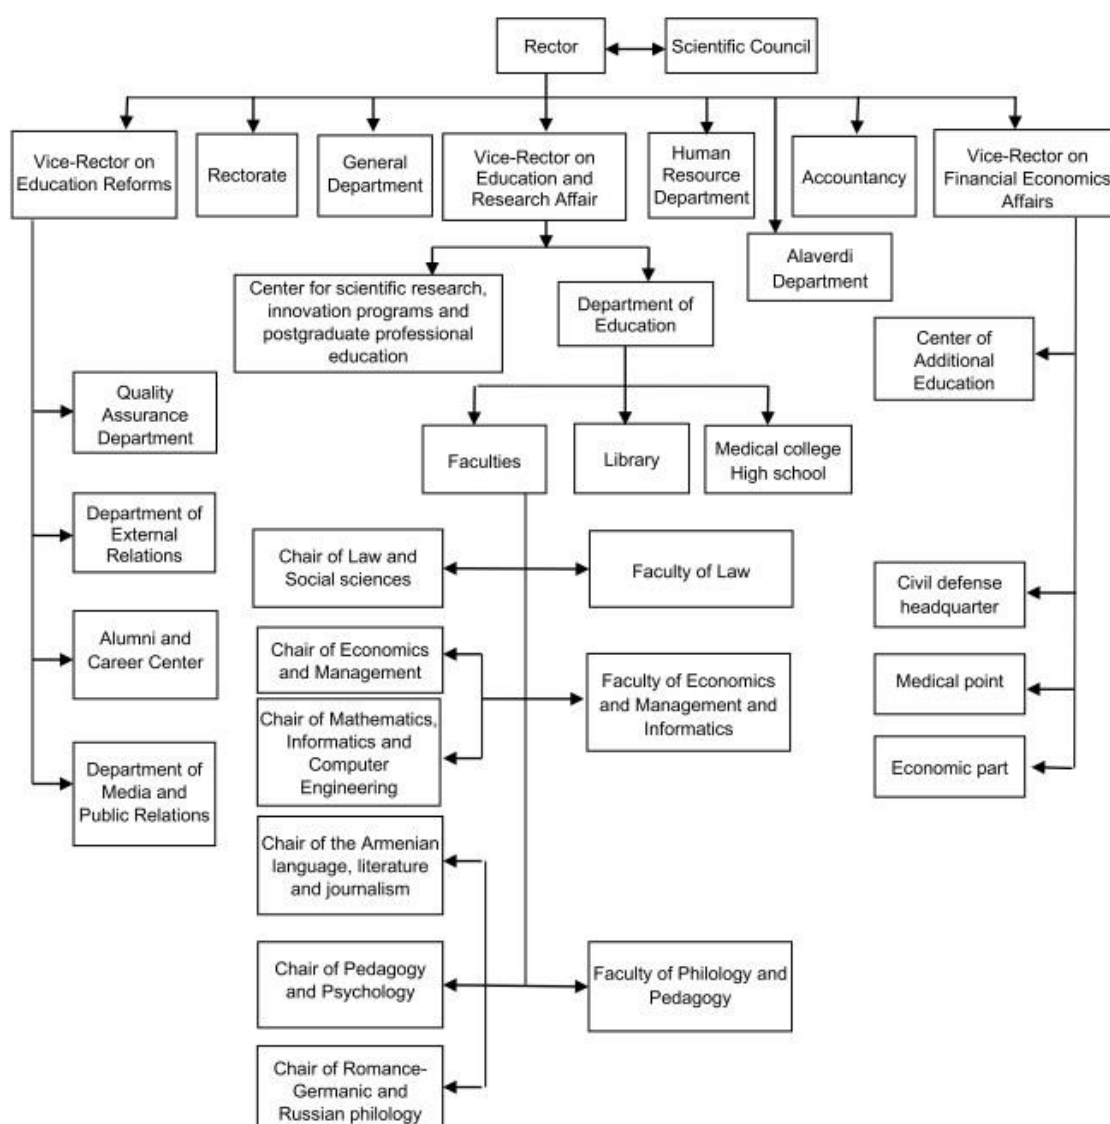 Rector
Scientific Council
Vice-Rector on
Education Reforms
Rectorate
General
Department
Vice-Rector on
Education and
Research Affair
Human
Resource
Department
Accountancy
Vice-Rector on
Financial Economics
Affairs
Alaverdi
Department
Center for scientific research,
innovation programs and
postgraduate professional
education
Department of
Education
Center of
Additional
Education
Quality
Assurance
Department
Faculties
Library
Medical college
High school
Department of
External
Relations
Chair of Law and
Social sciences
Faculty of Law
Civil defense
headquarter
Alumni and
Career Center
Chair of Economics
and Management
Faculty of Economics
and Management and
Informatics
Medical point
Chair of Mathematics,
Informatics and
Computer
Engineering
Department of
Media and
Public Relations
Economic part
Chair of the Armenian
language, literature
and journalism
Chair of Pedagogy
and Psychology
Faculty of Philology and
Pedagogy
Chair of Romance-
Germanic and
Russian philology